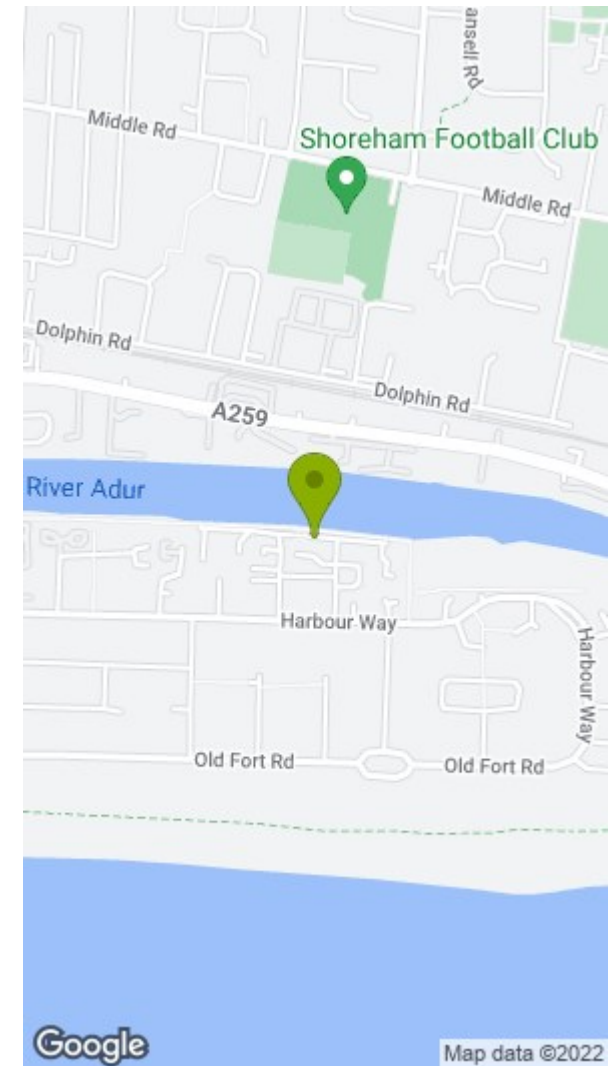 ansell Rd
Middle Rd
Shoreham Football Club
Middle Rd
Dolphin Rd
Dolphin Rd
A259
River Adur
Harbour Way
Harbour Way
Old Fort Rd
Old Fort Rd
Google
Map data ©2022